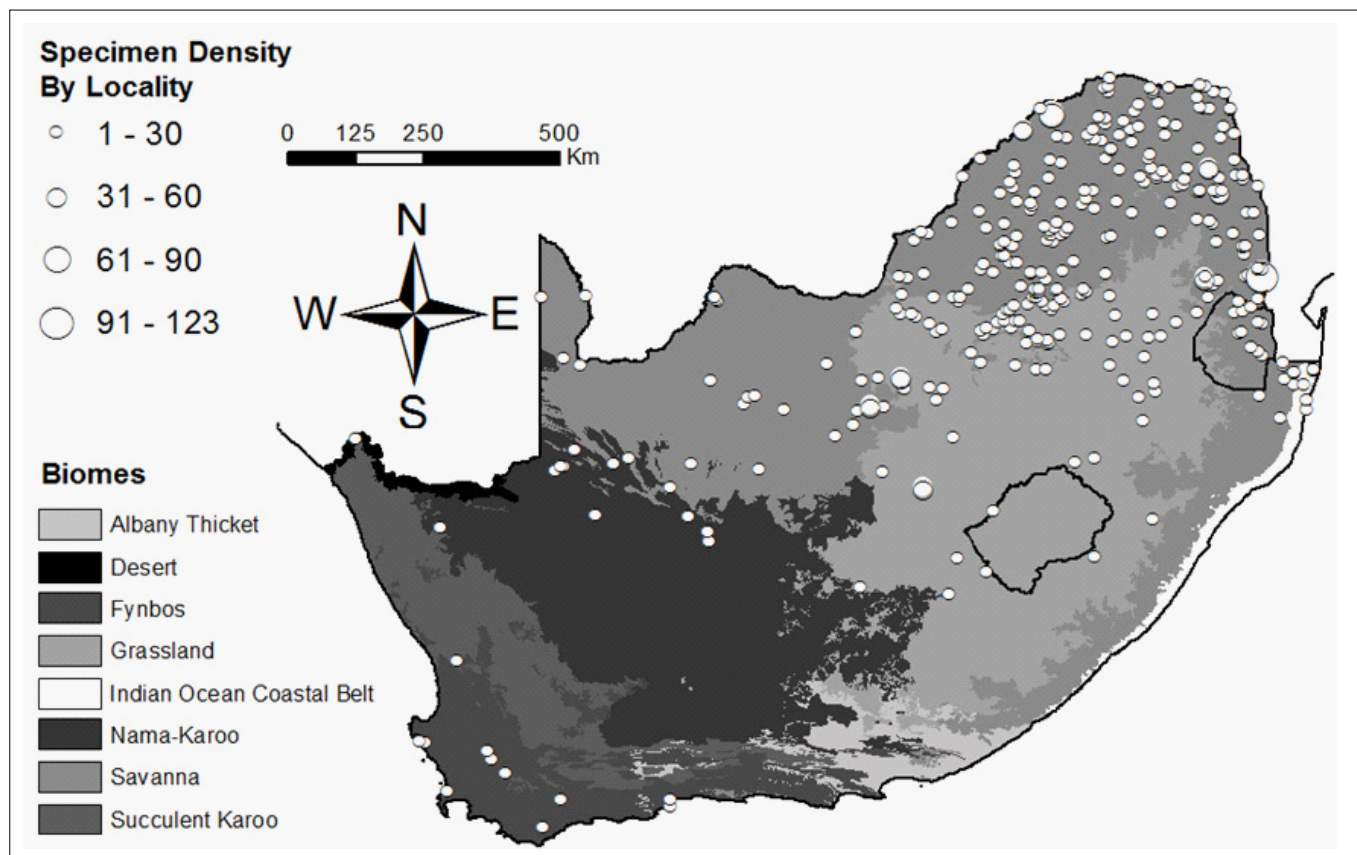 Specimen Density
By Locality
1 - 30
31 - 60
61 - 90
91 - 123
0 125 250 500
Km
N
W E
S
Biomes
Albany Thicket
Desert
Fynbos
Grassland
Indian Ocean Coastal Belt
Nama-Karoo
Savanna
Succulent Karoo